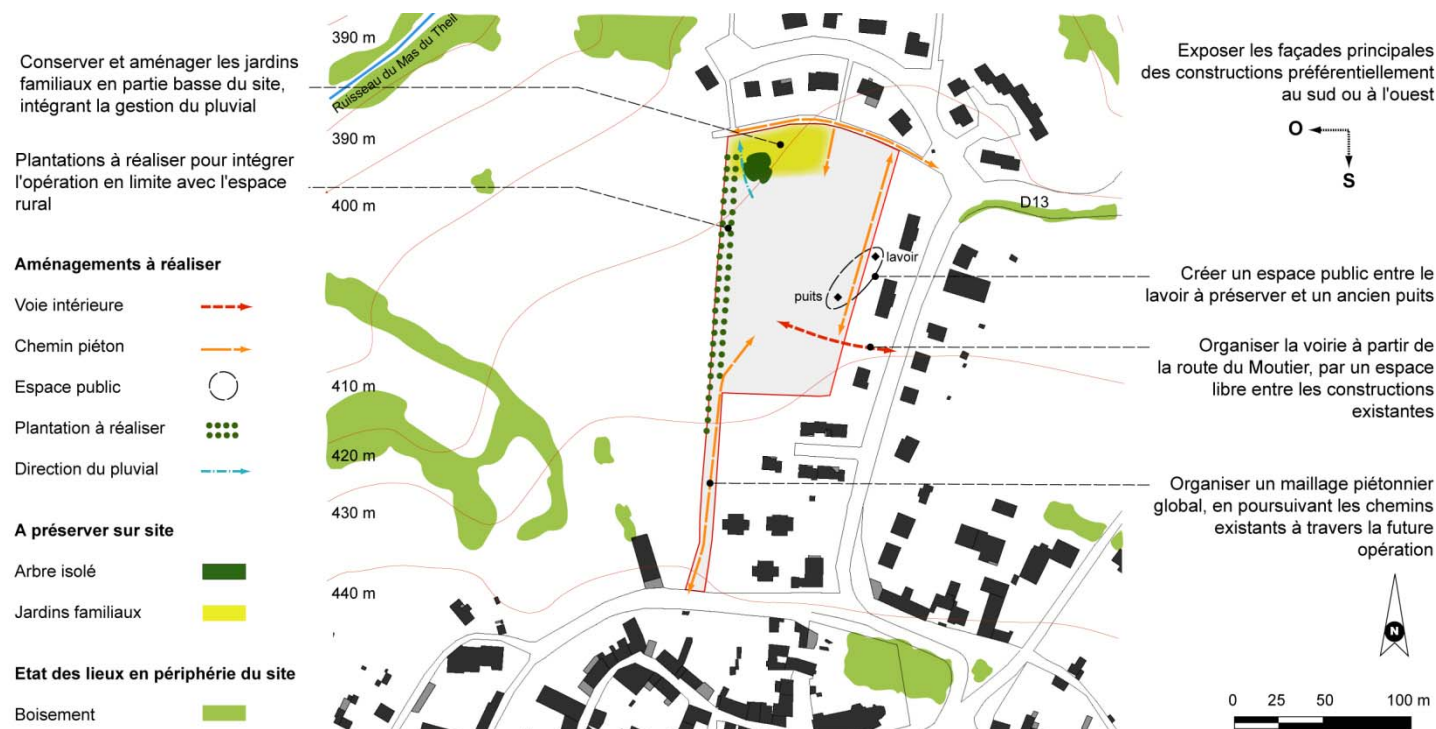 Conserver et aménager les jardins
familiaux en partie basse du site,
intégrant la gestion du pluvial
Plantations à réaliser pour intégrer
l'opération en limite avec l'espace
rural
Aménagements à réaliser
Voie intérieure
Chemin piéton
Espace public
Plantation à réaliser
Direction du pluvial
A préserver sur site
Arbre isolé
Jardins familiaux
Etat des lieux en périphérie du site
Boisement
390 m
Ruisseau du Mas du Theil
390 m
400 m
410 m
420 m
430 m
440 m
D13
lavoir
puits
Exposer les façades principales
des constructions préférentiellement
au sud ou à l'ouest
O
S
Créer un espace public entre le
lavoir à préserver et un ancien puits
Organiser la voirie à partir de
la route du Moutier, par un espace
libre entre les constructions
existantes
Organiser un maillage piétonnier
global, en poursuivant les chemins
existants à travers la future
opération
N
0 25 50 100 m